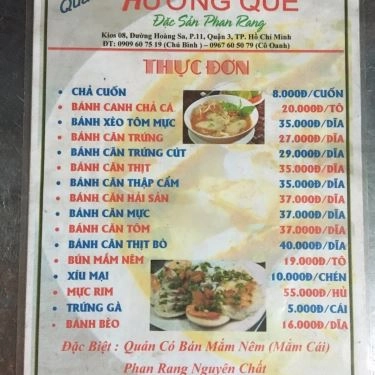 Quán HƯƠNG QUÊ
Đặc Sản Phan Rang
Kios 08, Đường Hoàng Sa, P.11, Quận 3, TP. Hồ Chí Minh
ĐT: 0909 60 75 19 (Chú Bình) - 0967 60 50 79 (Cô Oanh)
THỰC ĐƠN
CHẢ CUỐN 8.000Đ/CUỐN
BÁNH CANH CHẢ CÁ 20.000Đ/TÔ
BÁNH XÈO TÔM MỰC 35.000Đ/DĨA
BÁNH CĂN TRỨNG 27.000Đ/DĨA
BÁNH CĂN TRỨNG CÚT 29.000Đ/DĨA
BÁNH CĂN THỊT 35.000Đ/DĨA
BÁNH CĂN THẬP CẨM 35.000Đ/DĨA
BÁNH CĂN HẢI SẢN 37.000Đ/DĨA
BÁNH CĂN MỰC 37.000Đ/DĨA
BÁNH CĂN TÔM 37.000Đ/DĨA
BÁNH CĂN THỊT BÒ 40.000Đ/DĨA
BÚN MẮM NÊM 19.000Đ/TÔ
XÍU MẠI 10.000Đ/CHÉN
MỰC RIM 55.000Đ/HỦ
TRỨNG GÀ 5.000Đ/CÁI
BÁNH BÈO 16.000Đ/DĨA
Đặc Biệt : Quán Có Bán Mắm Nêm (Mắm Cái)
Phan Rang Nguyên Chất